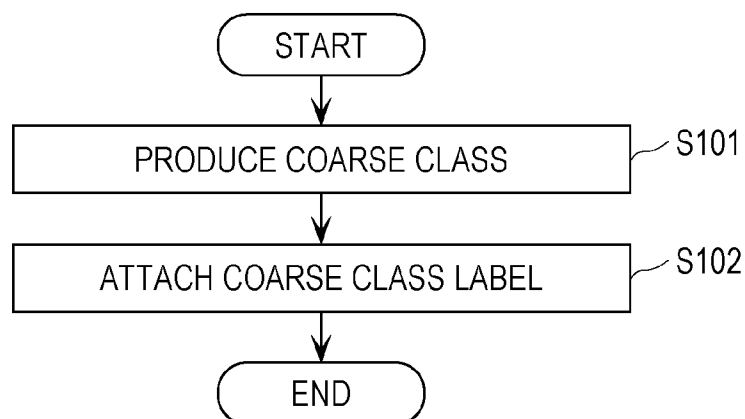 START
PRODUCE COARSE CLASS
S101
ATTACH COARSE CLASS LABEL
S102
END